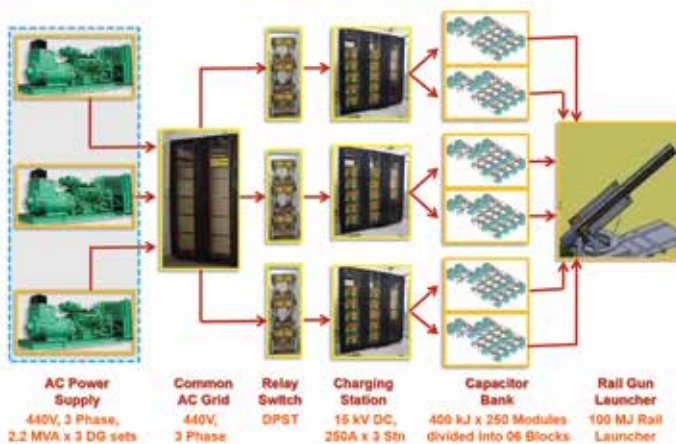 AC Power
Supply
440V, 3 Phase,
2.2 MVA x 3 DG sets
Common
AC Grid
440V,
3 Phase
Relay
Switch
DPST
Charging
Station
15 kV DC,
250A x 3 Stn
Capacitor
Bank
400 kJ x 250 Modules
divided into 06 Blocks
Rail Gun
Launcher
100 MJ Rail
Launcher